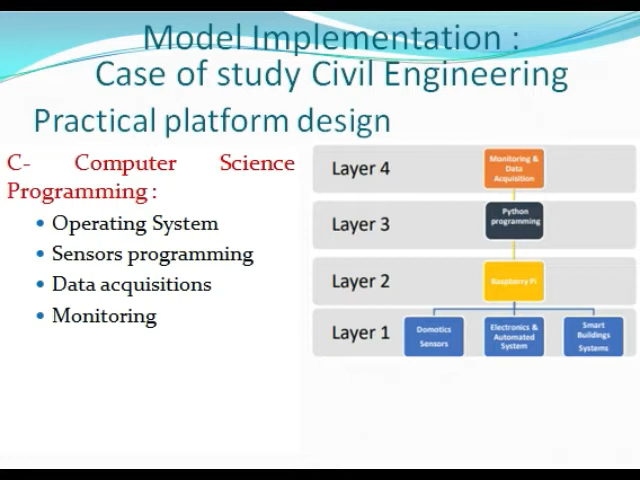 Model Implementation :
Case of study Civil Engineering
Practical platform design
C- Computer Science
Programming :
• Operating System
• Sensors programming
• Data acquisitions
• Monitoring
Layer 4
Monitoring &
Data
Acquisition
Layer 3
Python
programming
Layer 2
Raspberry Pi
Layer 1
Domotics
Sensors
Electronics &
Automated
System
Smart
Buildings
Systems